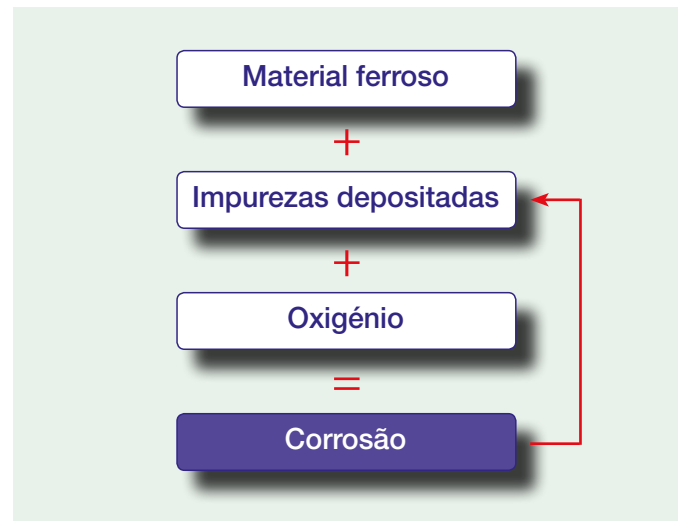 Material ferroso
+
Impurezas depositadas
+
Oxigénio
=
Corrosão